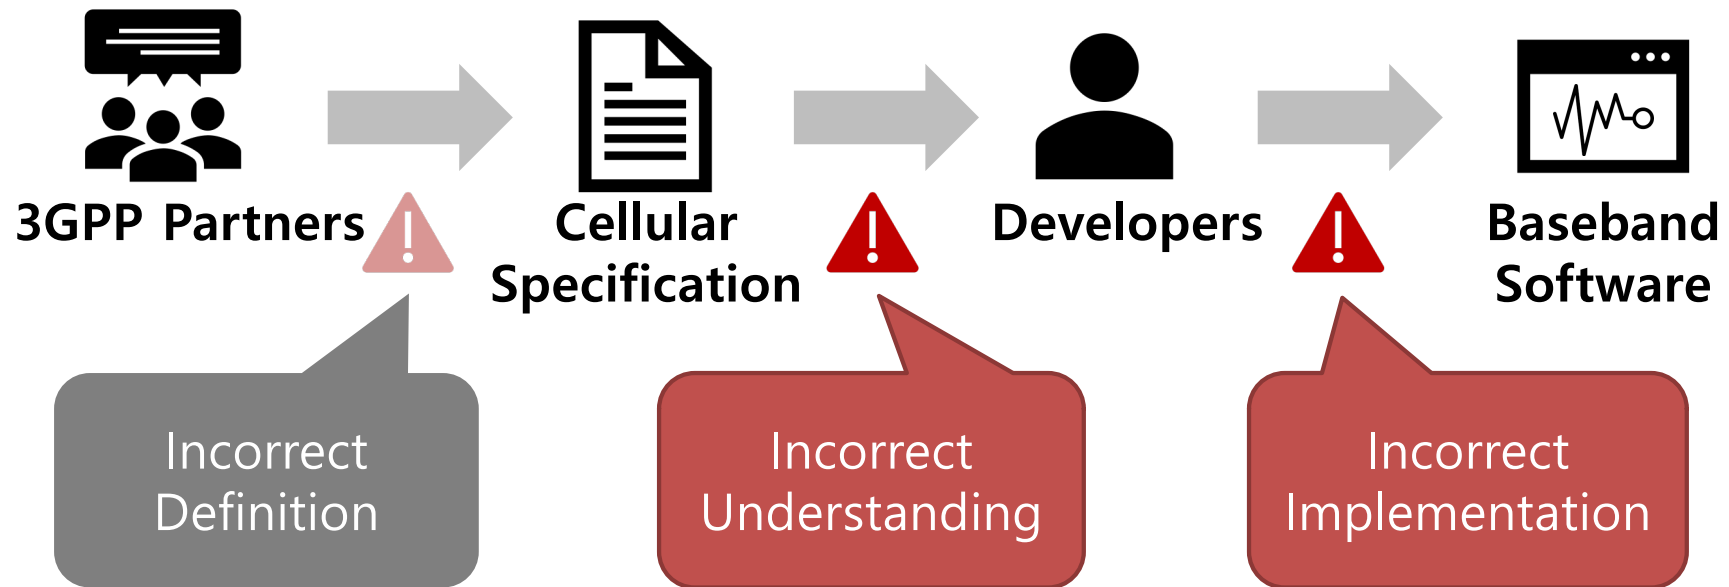 3GPP Partners
Cellular
Specification
Developers
Baseband
Software
Incorrect
Definition
Incorrect
Understanding
Incorrect
Implementation